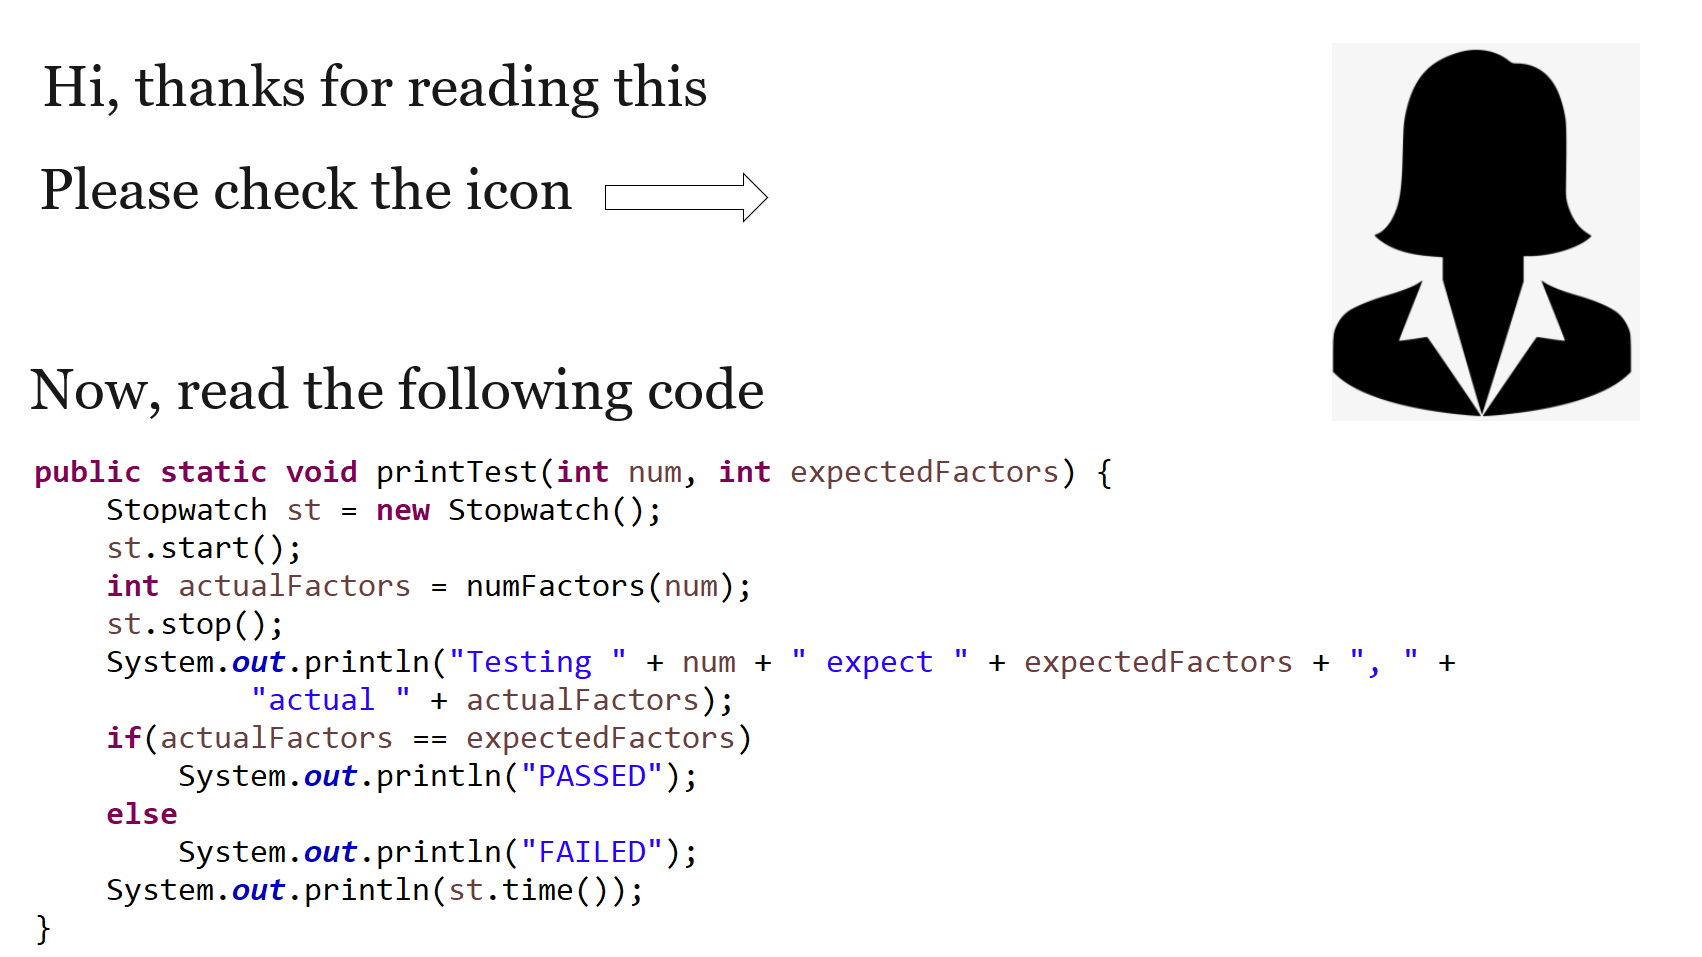 Hi, thanks for reading this
Please check the icon
Now, read the following code
public static void printTest(int num, int expectedFactors) {
    Stopwatch st = new Stopwatch();
    st.start();
    int actualFactors = numFactors(num);
    st.stop();
    System.out.println("Testing " + num + " expect " + expectedFactors + ", " +
            "actual " + actualFactors);
    if(actualFactors == expectedFactors)
        System.out.println("PASSED");
    else
        System.out.println("FAILED");
    System.out.println(st.time());
}